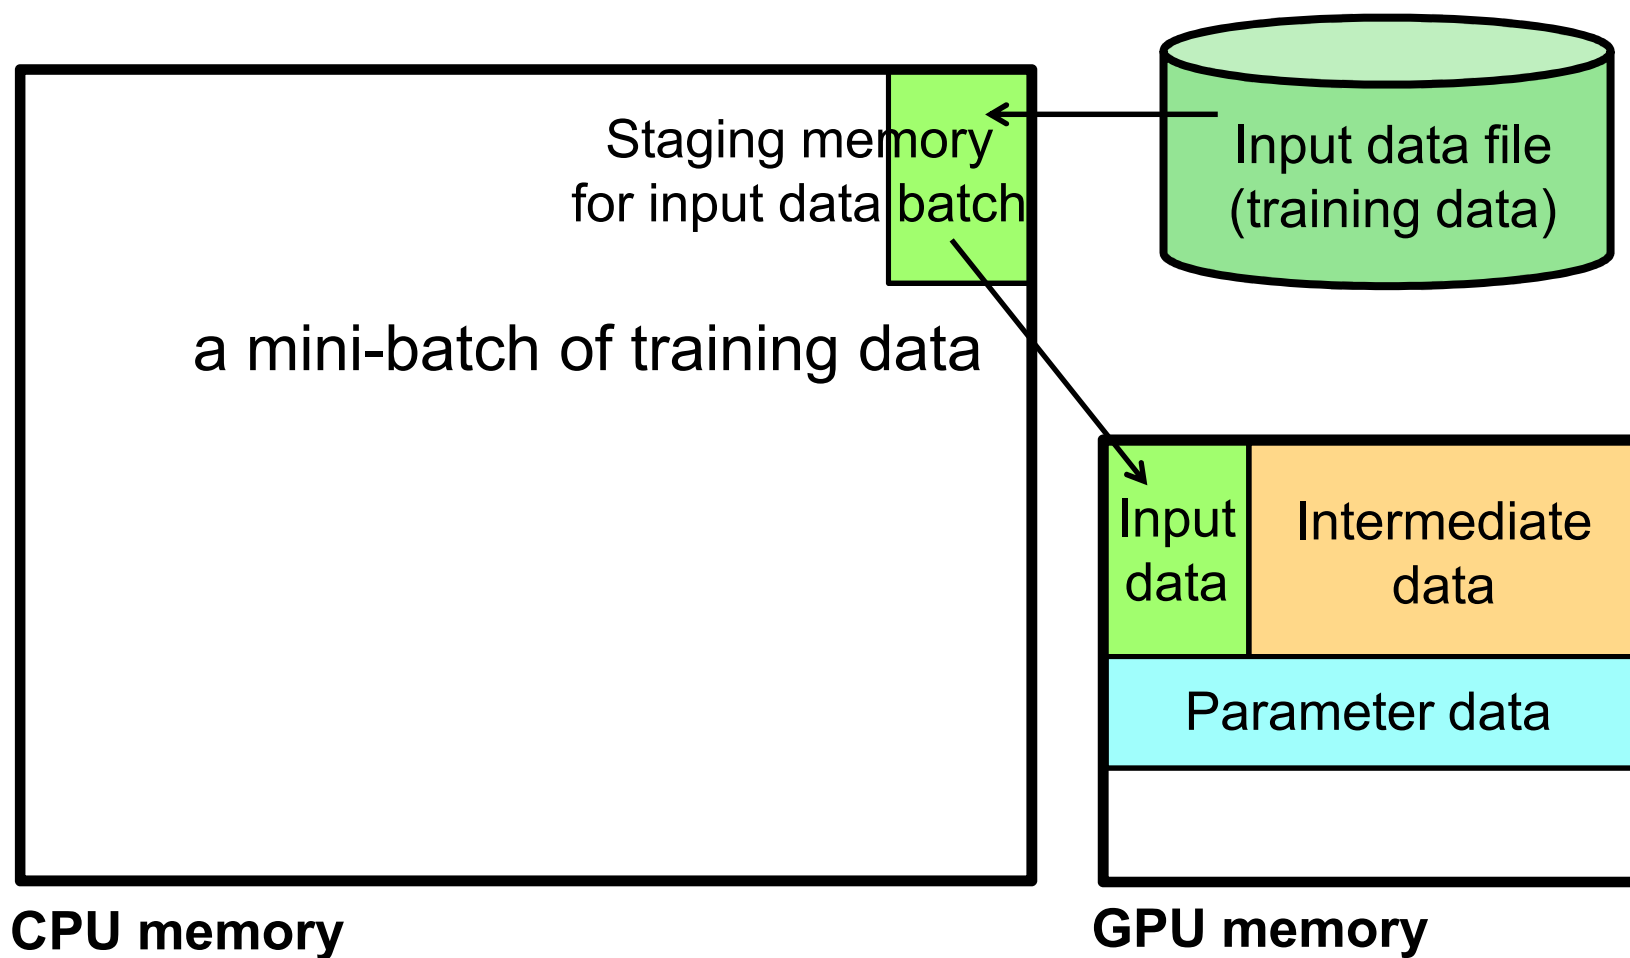 Staging memory
for input data batch
a mini-batch of training data
Input data file
(training data)
Input
data
Intermediate
data
Parameter data
CPU memory
GPU memory